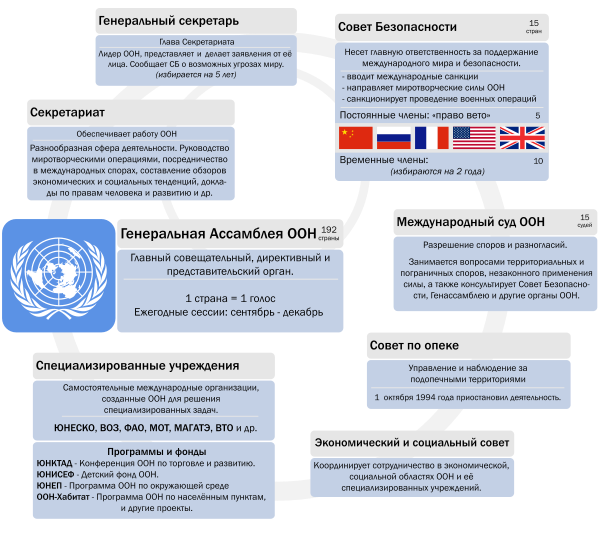 Генеральный секретарь
Глава Секретариата
Лидер ООН, представляет и делает заявления от её
лица. Сообщает СБ о возможных угрозах миру.
(избирается на 5 лет)
Совет Безопасности
15
стран
Несет главную ответственность за поддержание
международного мира и безопасности.
- вводит международные санкции
- направляет миротворческие силы ООН
- санкционирует проведение военных операций
Постоянные члены: «право вето» 5
Временные члены: 10
(избираются на 2 года)
Секретариат
Обеспечивает работу ООН
Разнообразная сфера деятельности. Руководство
миротворческими операциями, посредничество
в международных спорах, составление обзоров
экономических и социальных тенденций, докла-
ды по правам человека и развитию и др.
Генеральная Ассамблея ООН
192
страны
Главный совещательный, директивный и
представительский орган.
1 страна = 1 голос
Ежегодные сессии: сентябрь - декабрь
Международный суд ООН
15
судей
Разрешение споров и разногласий.
Занимается вопросами территориальных и
пограничных споров, незаконного применения
силы, а также консультирует Совет Безопасно-
сти, Генассамблею и другие органы ООН.
Совет по опеке
Управление и наблюдение за
подопечными территориями
1 октября 1994 года приостановил деятельность.
Специализированные учреждения
Самостоятельные международные организации,
созданные ООН для решения
специализированных задач.
ЮНЕСКО, ВОЗ, ФАО, МОТ, МАГАТЭ, ВТО и др.
Программы и фонды
ЮНКТАД - Конференция ООН по торговле и развитию.
ЮНИСЕФ - Детский фонд ООН.
ЮНЕП - Программа ООН по окружающей среде
ООН-Хабитат - Программа ООН по населённым пунктам,
и другие проекты.
Экономический и социальный совет
Координирует сотрудничество в экономической,
социальной областях ООН и её
специализированных учреждений.